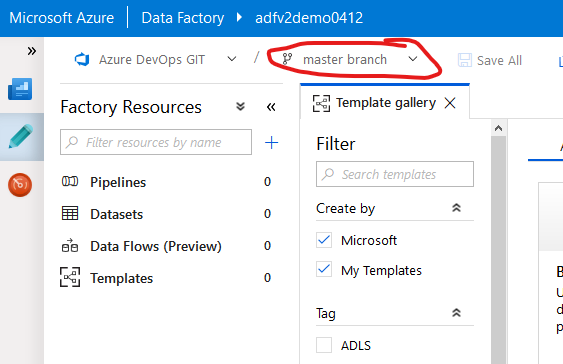 Microsoft Azure Data Factory > adfv2demo0412
» Azure DevOps GIT / master branch Save All
Factory Resources « Template gallery X
Filter resources by name + Filter
Search templates
Pipelines 0 Create by
Datasets 0 Microsoft
Data Flows (Preview) 0 My Templates
Templates 0
Tag
ADLS